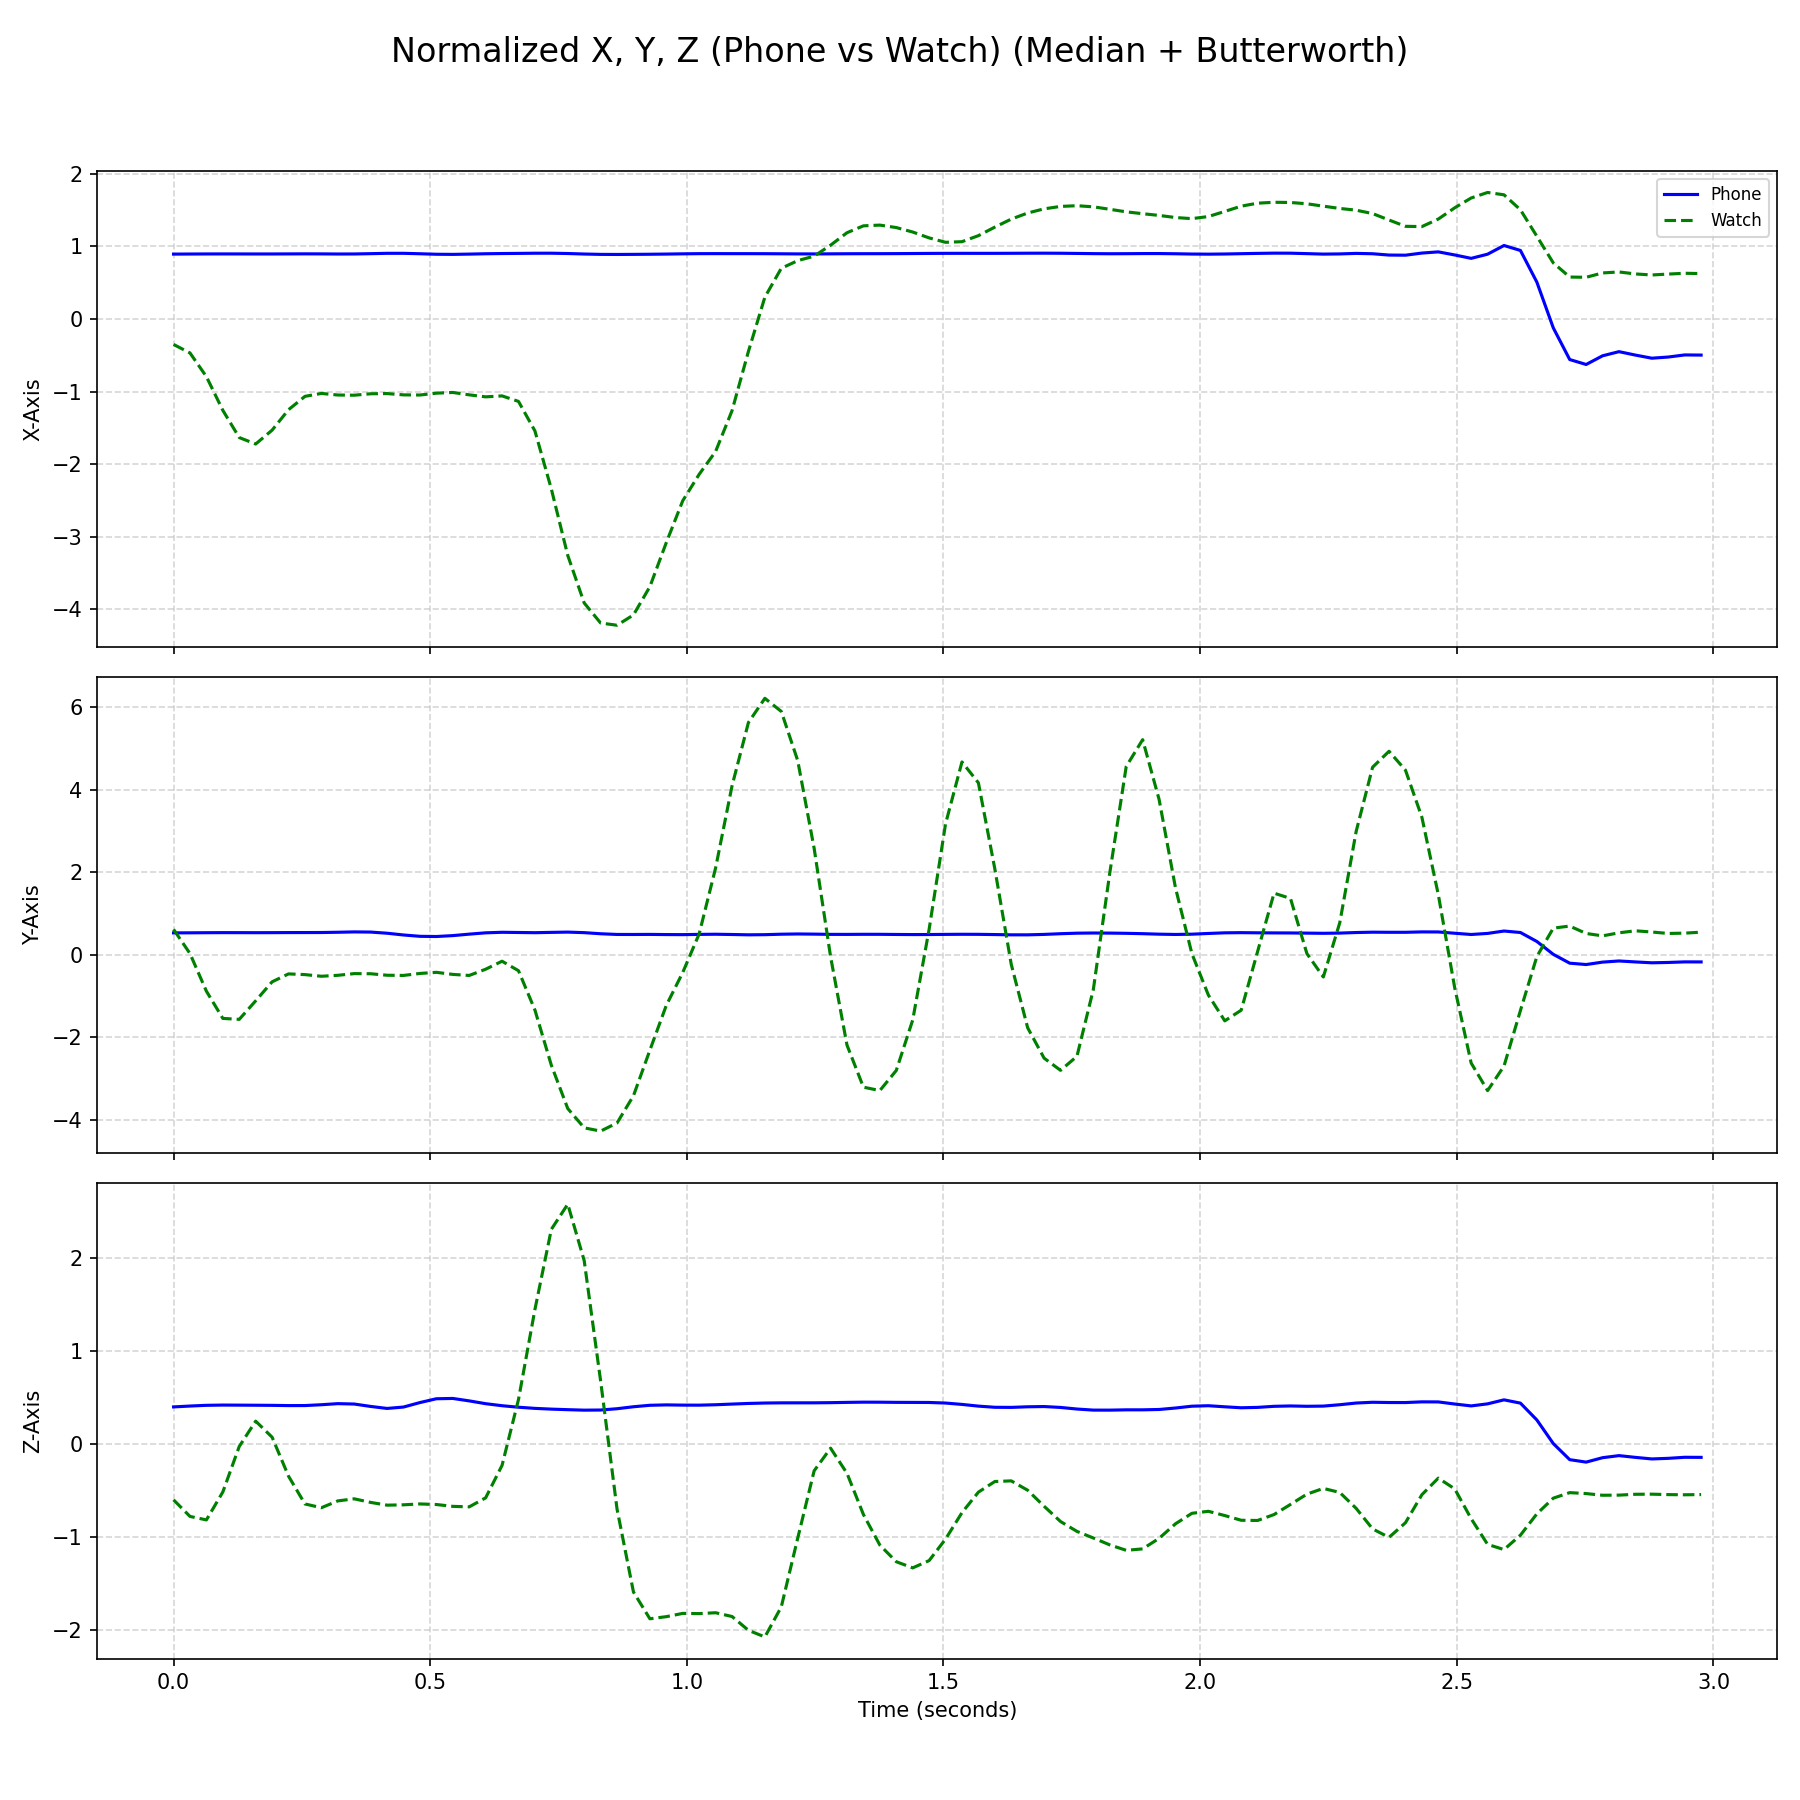 Normalized X, Y, Z (Phone vs Watch) (Median + Butterworth)
Phone
Watch
2
1
0
−1
−2
−3
−4
X-Axis
6
4
2
0
−2
−4
Y-Axis
2
1
0
−1
−2
Z-Axis
0.0 0.5 1.0 1.5 2.0 2.5 3.0
Time (seconds)